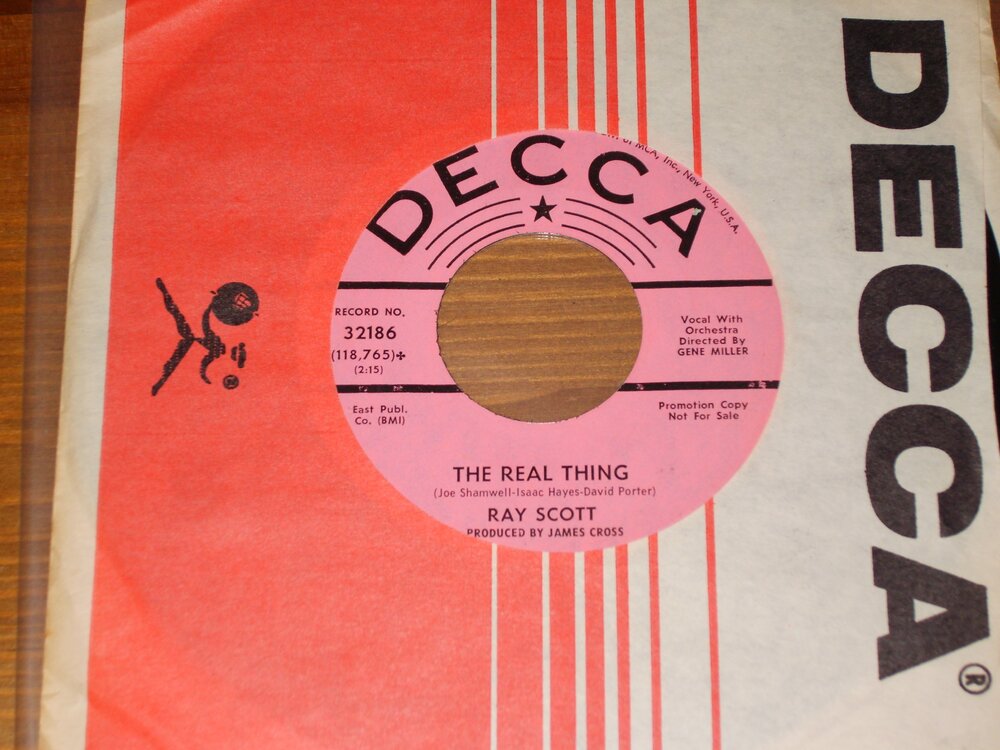 DECCA
of MCA, Inc., New York, U.S.A.
RECORD NO.
32186
(118,765)✤
(2:15)
Vocal With
Orchestra
Directed By
GENE MILLER
East Publ.
Co. (BMI)
Promotion Copy
Not For Sale
THE REAL THING
(Joe Shamwell-Isaac Hayes-David Porter)
RAY SCOTT
PRODUCED BY JAMES CROSS
DECCA®
®